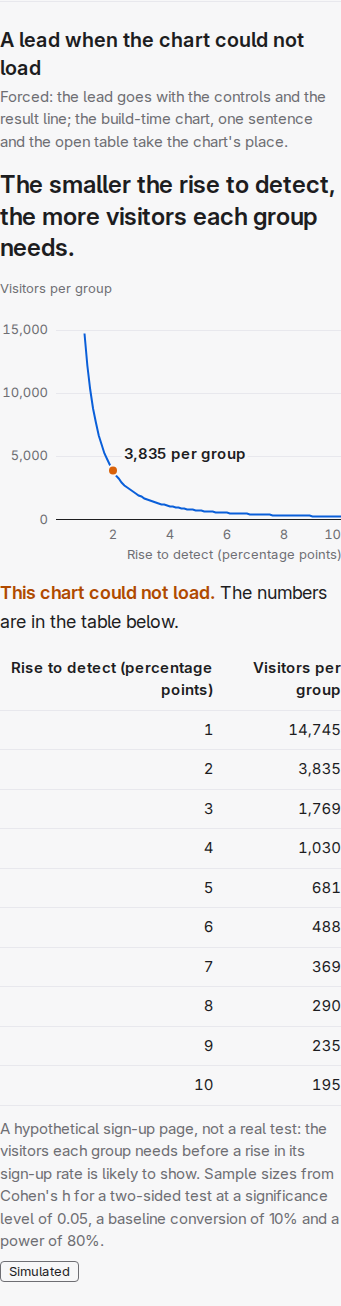 A lead when the chart could not
load
Forced: the lead goes with the controls and the
result line; the build-time chart, one sentence
and the open table take the chart's place.
The smaller the rise to detect,
the more visitors each group
needs.
Visitors per group
15,000
10,000
5,000
3,835 per group
0
2 4 6 8 10
Rise to detect (percentage points)
This chart could not load. The numbers
are in the table below.
Rise to detect (percentage Visitors per
points) group
1 14,745
2 3,835
3 1,769
4 1,030
5 681
6 488
7 369
8 290
9 235
10 195
A hypothetical sign-up page, not a real test: the
visitors each group needs before a rise in its
sign-up rate is likely to show. Sample sizes from
Cohen's h for a two-sided test at a significance
level of 0.05, a baseline conversion of 10% and a
power of 80%.
Simulated